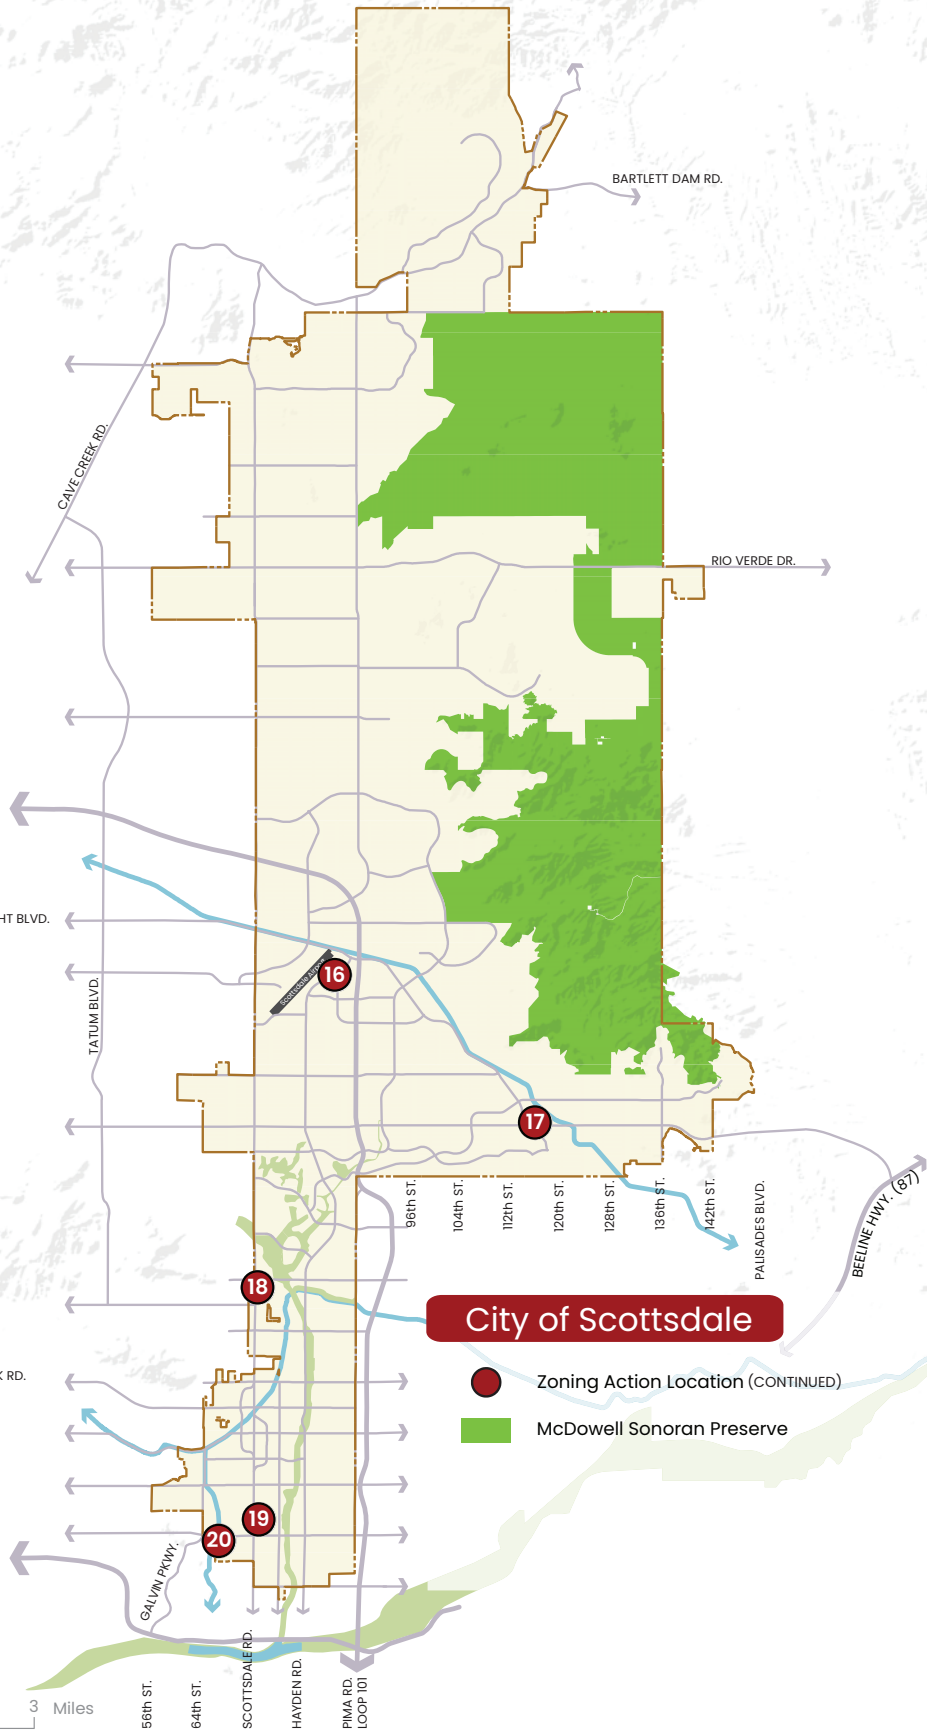 BARTLETT DAM RD.
CAVE CREEK RD.
RIO VERDE DR.
HT BLVD.
Scottsdale Airport
16
TATUM BLVD.
17
96th ST.
104th ST.
112th ST.
120th ST.
128th ST.
136th ST.
142th ST.
PALISADES BLVD.
BEELINE HWY. (87)
18
City of Scottsdale
K RD.
Zoning Action Location (CONTINUED)
McDowell Sonoran Preserve
19
20
GALVIN PKWY.
3 Miles
56th ST.
64th ST.
SCOTTSDALE RD.
HAYDEN RD.
PIMA RD.
LOOP 101